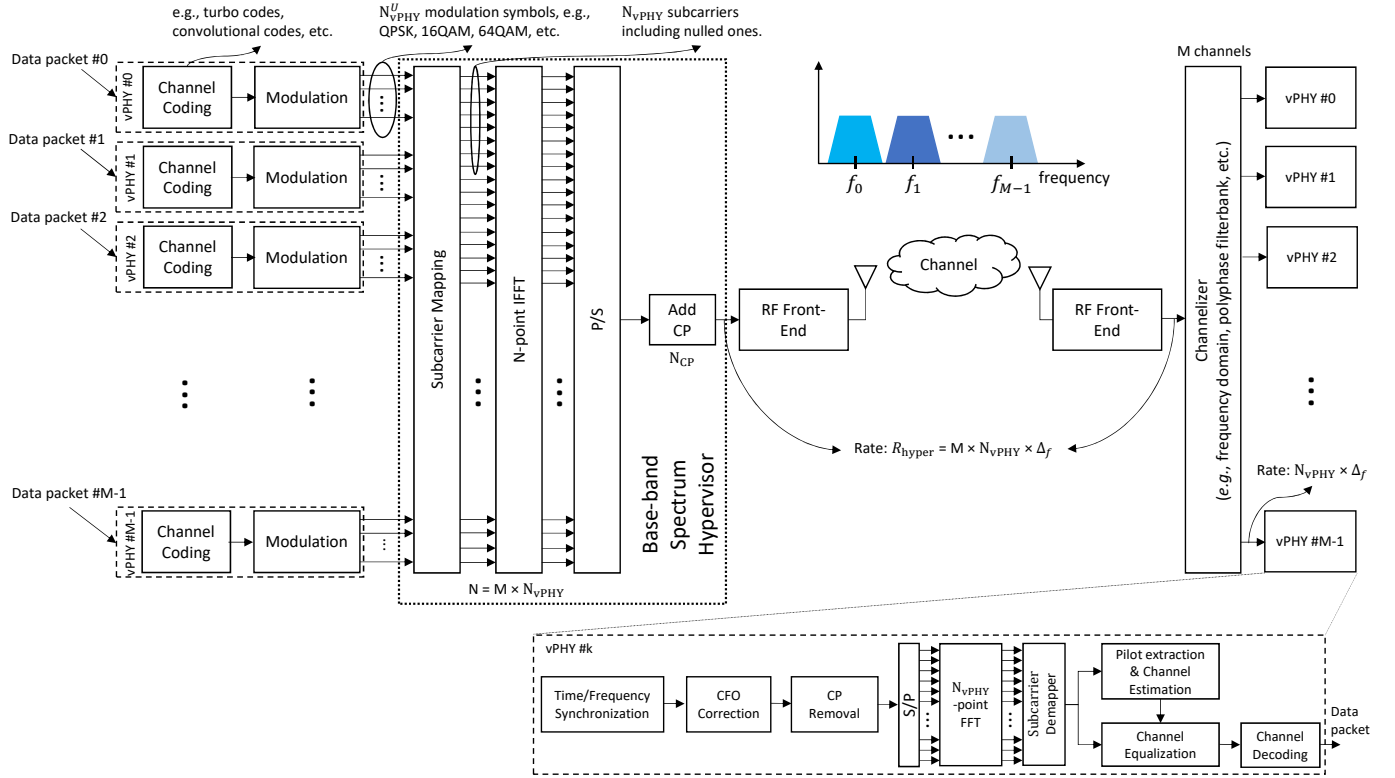 e.g., turbo codes,
convolutional codes, etc.
N^U_vPHY modulation symbols, e.g.,
QPSK, 16QAM, 64QAM, etc.
N_vPHY subcarriers
including nulled ones.
Data packet #0
vPHY #0
Channel
Coding
Modulation
Data packet #1
vPHY #1
Channel
Coding
Modulation
Data packet #2
vPHY #2
Channel
Coding
Modulation
Data packet #M-1
vPHY #M-1
Channel
Coding
Modulation
Subcarrier Mapping
N-point IFFT
P/S
N = M × N_vPHY
Add
CP
N_CP
Base-band
Spectrum
Hypervisor
RF Front-
End
Channel
RF Front-
End
f_0
f_1
f_{M−1}
frequency
Rate: R_hyper = M × N_vPHY × Δ_f
M channels
Channelizer
(e.g., frequency domain, polyphase filterbank, etc.)
vPHY #0
vPHY #1
vPHY #2
Rate: N_vPHY × Δ_f
vPHY #M-1
vPHY #k
Time/Frequency
Synchronization
CFO
Correction
CP
Removal
S/P
N_vPHY
-point
FFT
Subcarrier
Demapper
Pilot extraction
& Channel
Estimation
Channel
Equalization
Channel
Decoding
Data
packet